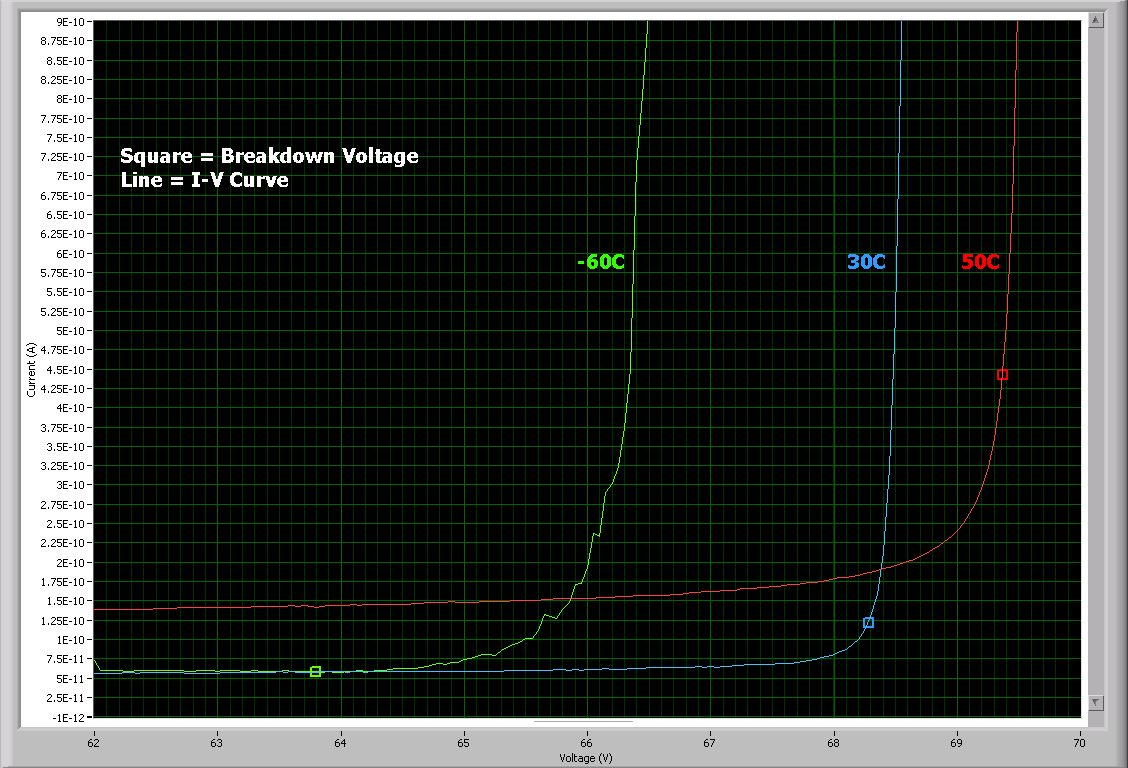 9E-10
8.75E-10
8.5E-10
8.25E-10
8E-10
7.75E-10
7.5E-10
7.25E-10
Square = Breakdown Voltage
7E-10
Line = I-V Curve
6.75E-10
6.5E-10
6.25E-10
6E-10
-60C 30C 50C
5.75E-10
5.5E-10
5.25E-10
5E-10
4.75E-10
4.5E-10
4.25E-10
4E-10
3.75E-10
3.5E-10
3.25E-10
3E-10
2.75E-10
2.5E-10
2.25E-10
2E-10
1.75E-10
1.5E-10
1.25E-10
1E-10
7.5E-11
5E-11
2.5E-11
-1E-12
Current (A)
62 63 64 65 66 67 68 69 70
Voltage (V)